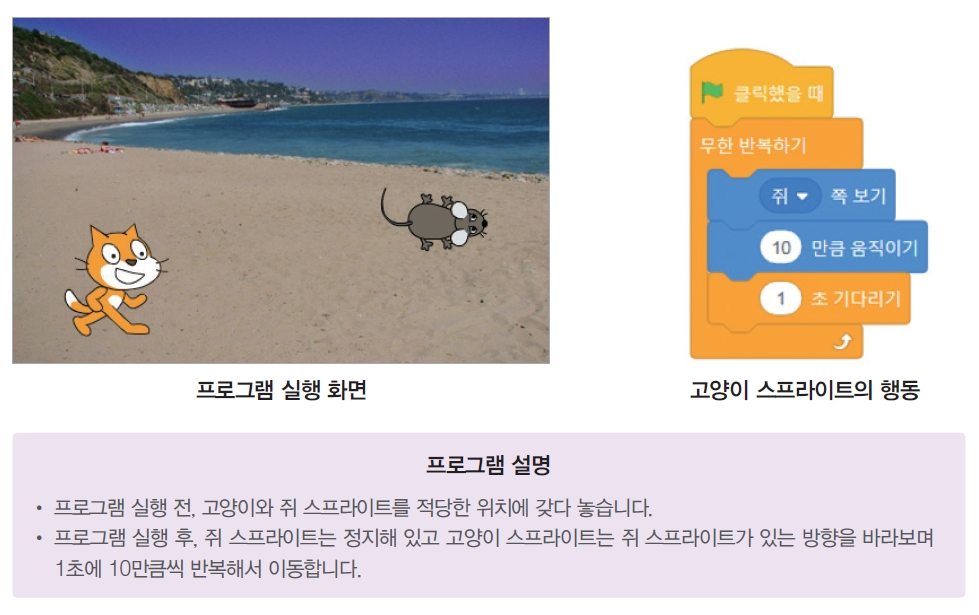 클릭했을 때
무한 반복하기
쥐 쪽 보기
10 만큼 움직이기
1 초 기다리기
프로그램 실행 화면
고양이 스프라이트의 행동
프로그램 설명
• 프로그램 실행 전, 고양이와 쥐 스프라이트를 적당한 위치에 갖다 놓습니다.
• 프로그램 실행 후, 쥐 스프라이트는 정지해 있고 고양이 스프라이트는 쥐 스프라이트가 있는 방향을 바라보며
1초에 10만큼씩 반복해서 이동합니다.